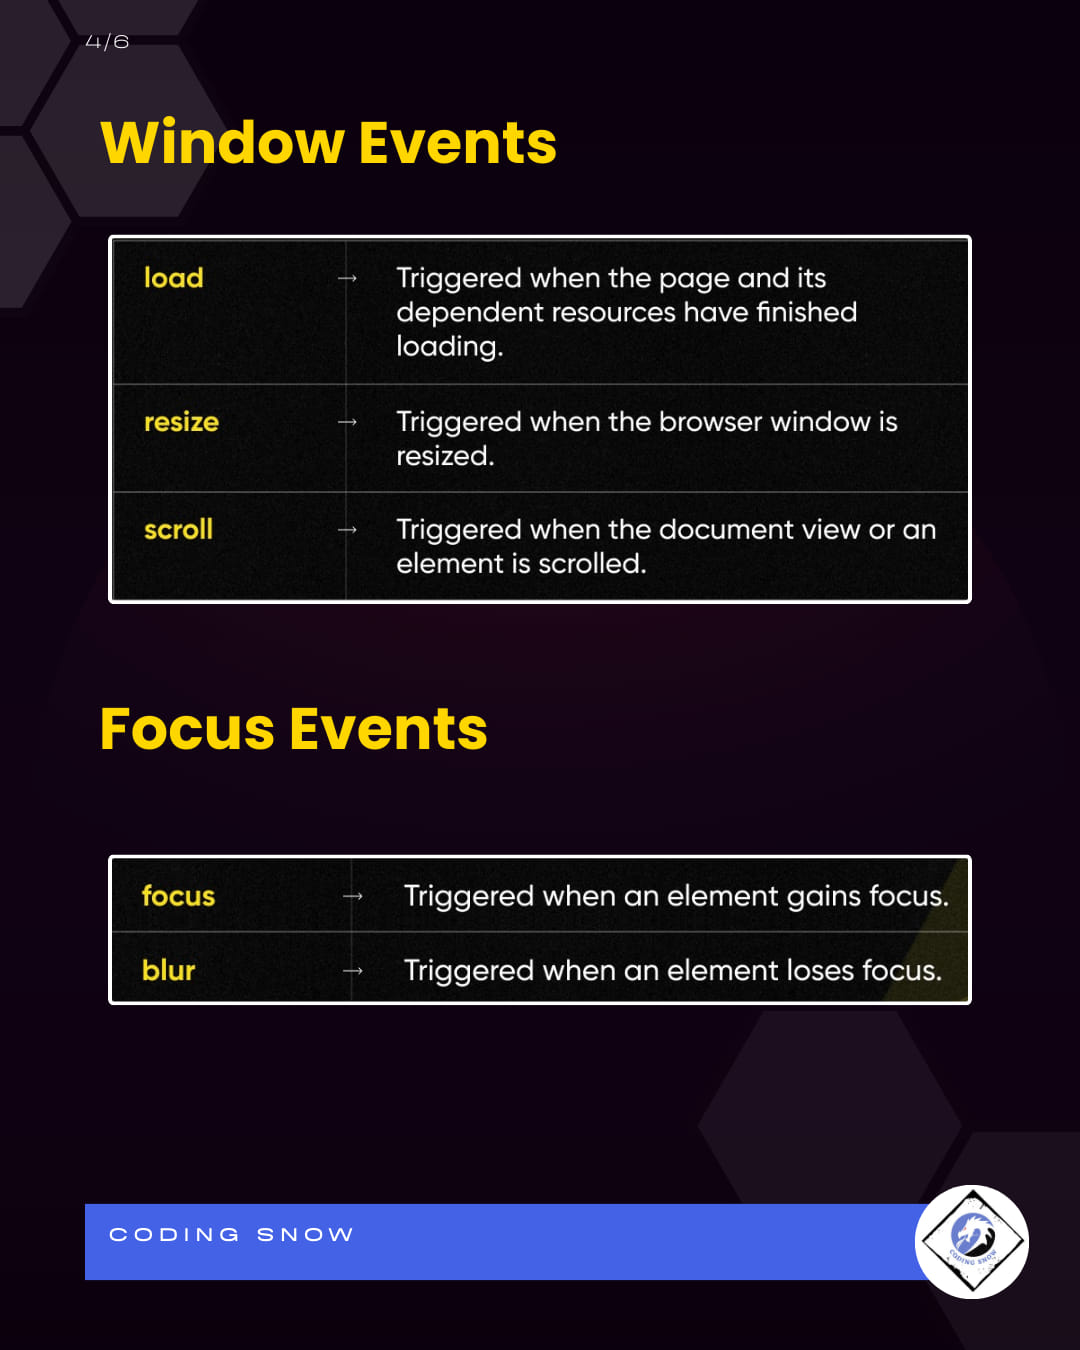 4/6
Window Events
load → Triggered when the page and its
dependent resources have finished
loading.
resize → Triggered when the browser window is
resized.
scroll → Triggered when the document view or an
element is scrolled.
Focus Events
focus → Triggered when an element gains focus.
blur → Triggered when an element loses focus.
CODING SNOW
CODING SNOW